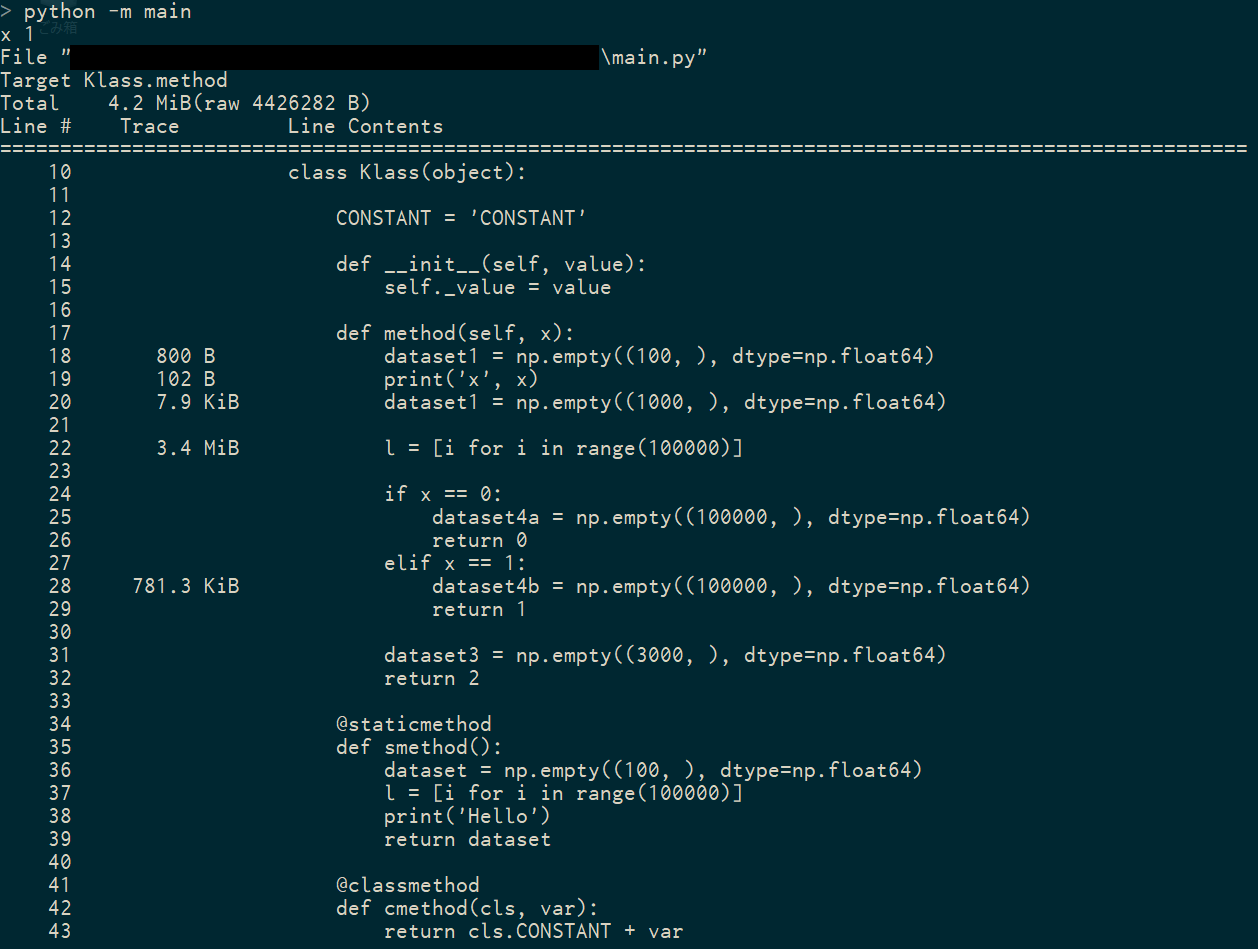 > python -m main
ごみ箱
x 1
File "\main.py"
Target Klass.method
Total    4.2 MiB(raw 4426282 B)
Line #    Trace         Line Contents
========================================================================================================
    10                  class Klass(object):
    11
    12                      CONSTANT = 'CONSTANT'
    13
    14                      def __init__(self, value):
    15                          self._value = value
    16
    17                      def method(self, x):
    18       800 B              dataset1 = np.empty((100, ), dtype=np.float64)
    19       102 B              print('x', x)
    20       7.9 KiB            dataset1 = np.empty((1000, ), dtype=np.float64)
    21
    22       3.4 MiB            l = [i for i in range(100000)]
    23
    24                          if x == 0:
    25                              dataset4a = np.empty((100000, ), dtype=np.float64)
    26                              return 0
    27                          elif x == 1:
    28     781.3 KiB                dataset4b = np.empty((100000, ), dtype=np.float64)
    29                              return 1
    30
    31                          dataset3 = np.empty((3000, ), dtype=np.float64)
    32                          return 2
    33
    34                      @staticmethod
    35                      def smethod():
    36                          dataset = np.empty((100, ), dtype=np.float64)
    37                          l = [i for i in range(100000)]
    38                          print('Hello')
    39                          return dataset
    40
    41                      @classmethod
    42                      def cmethod(cls, var):
    43                          return cls.CONSTANT + var